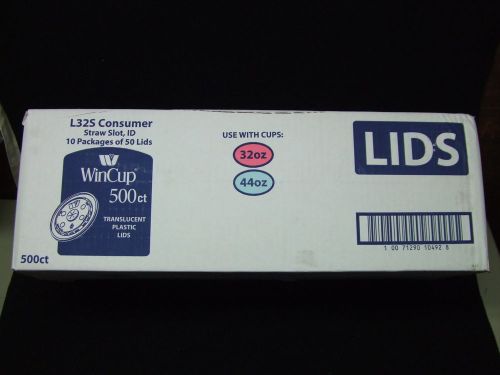 L32S Consumer
Straw Slot, ID
10 Packages of 50 Lids
WinCup
500ct
TRANSLUCENT
PLASTIC
LIDS
500ct
USE WITH CUPS:
32oz
44oz
LIDS
1 00 71290 10492 8